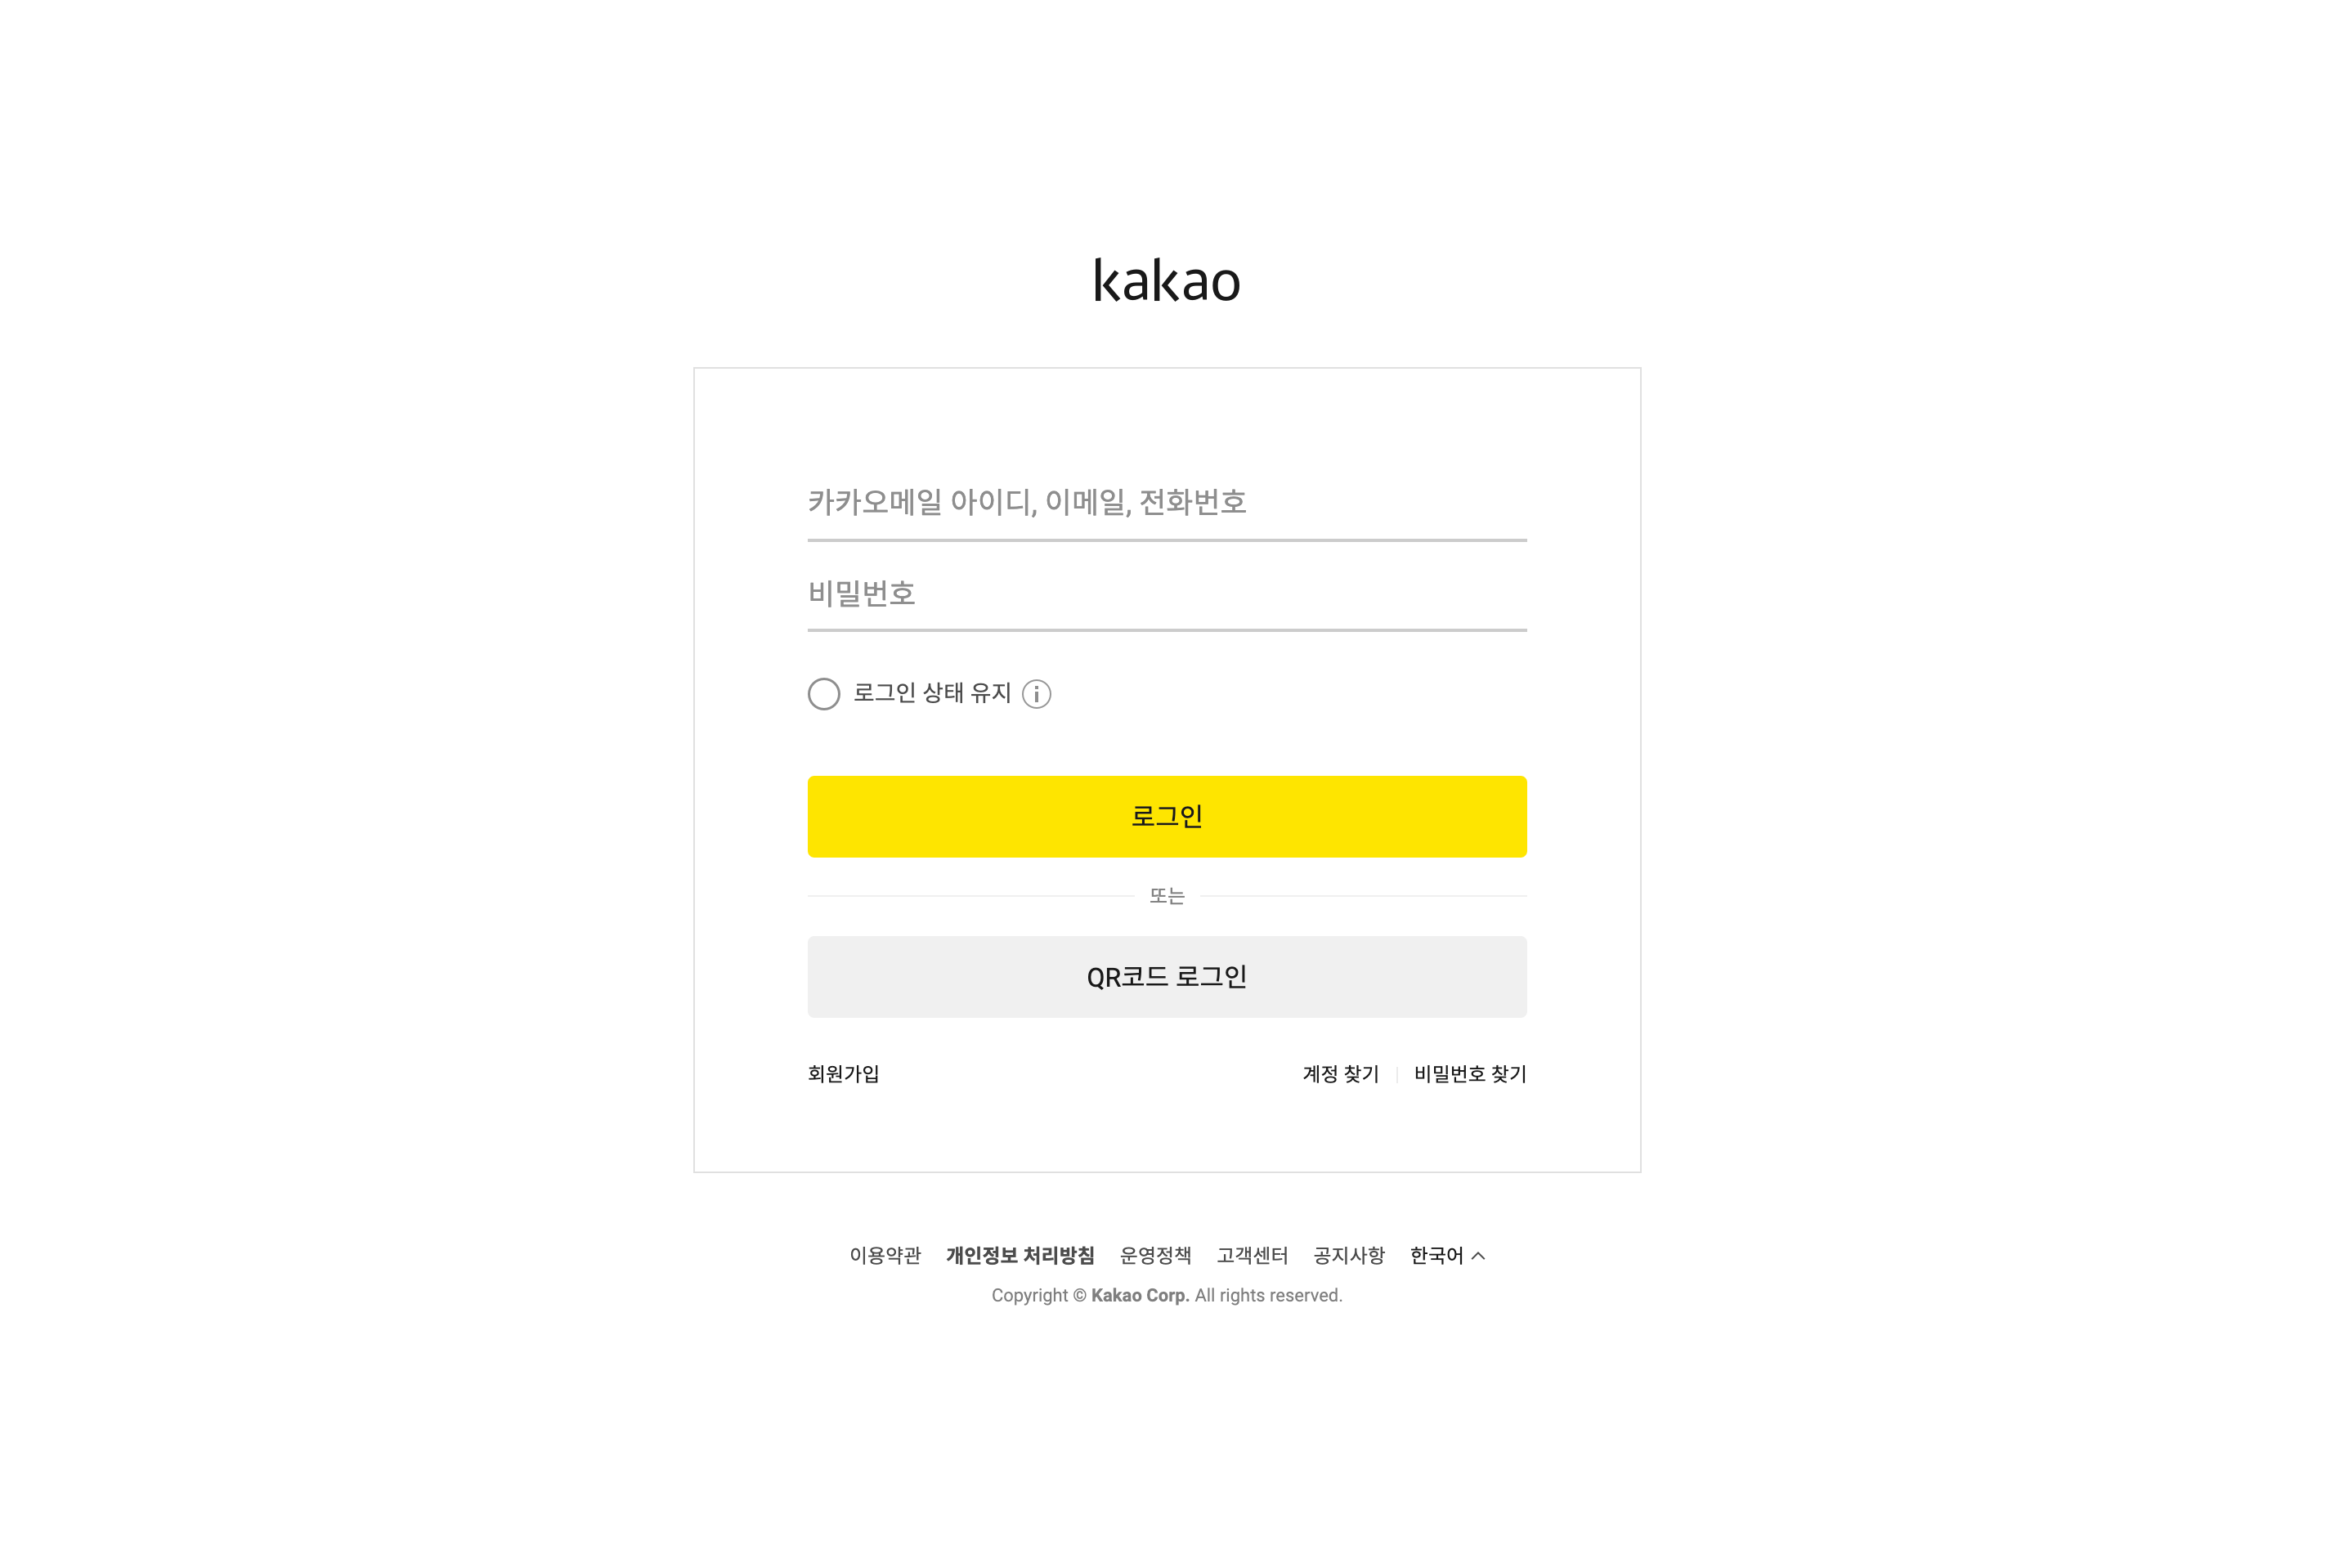 kakao
카카오메일 아이디, 이메일, 전화번호
비밀번호
로그인 상태 유지
로그인
또는
QR코드 로그인
회원가입 계정 찾기 비밀번호 찾기
이용약관 개인정보 처리방침 운영정책 고객센터 공지사항 한국어
Copyright © Kakao Corp. All rights reserved.